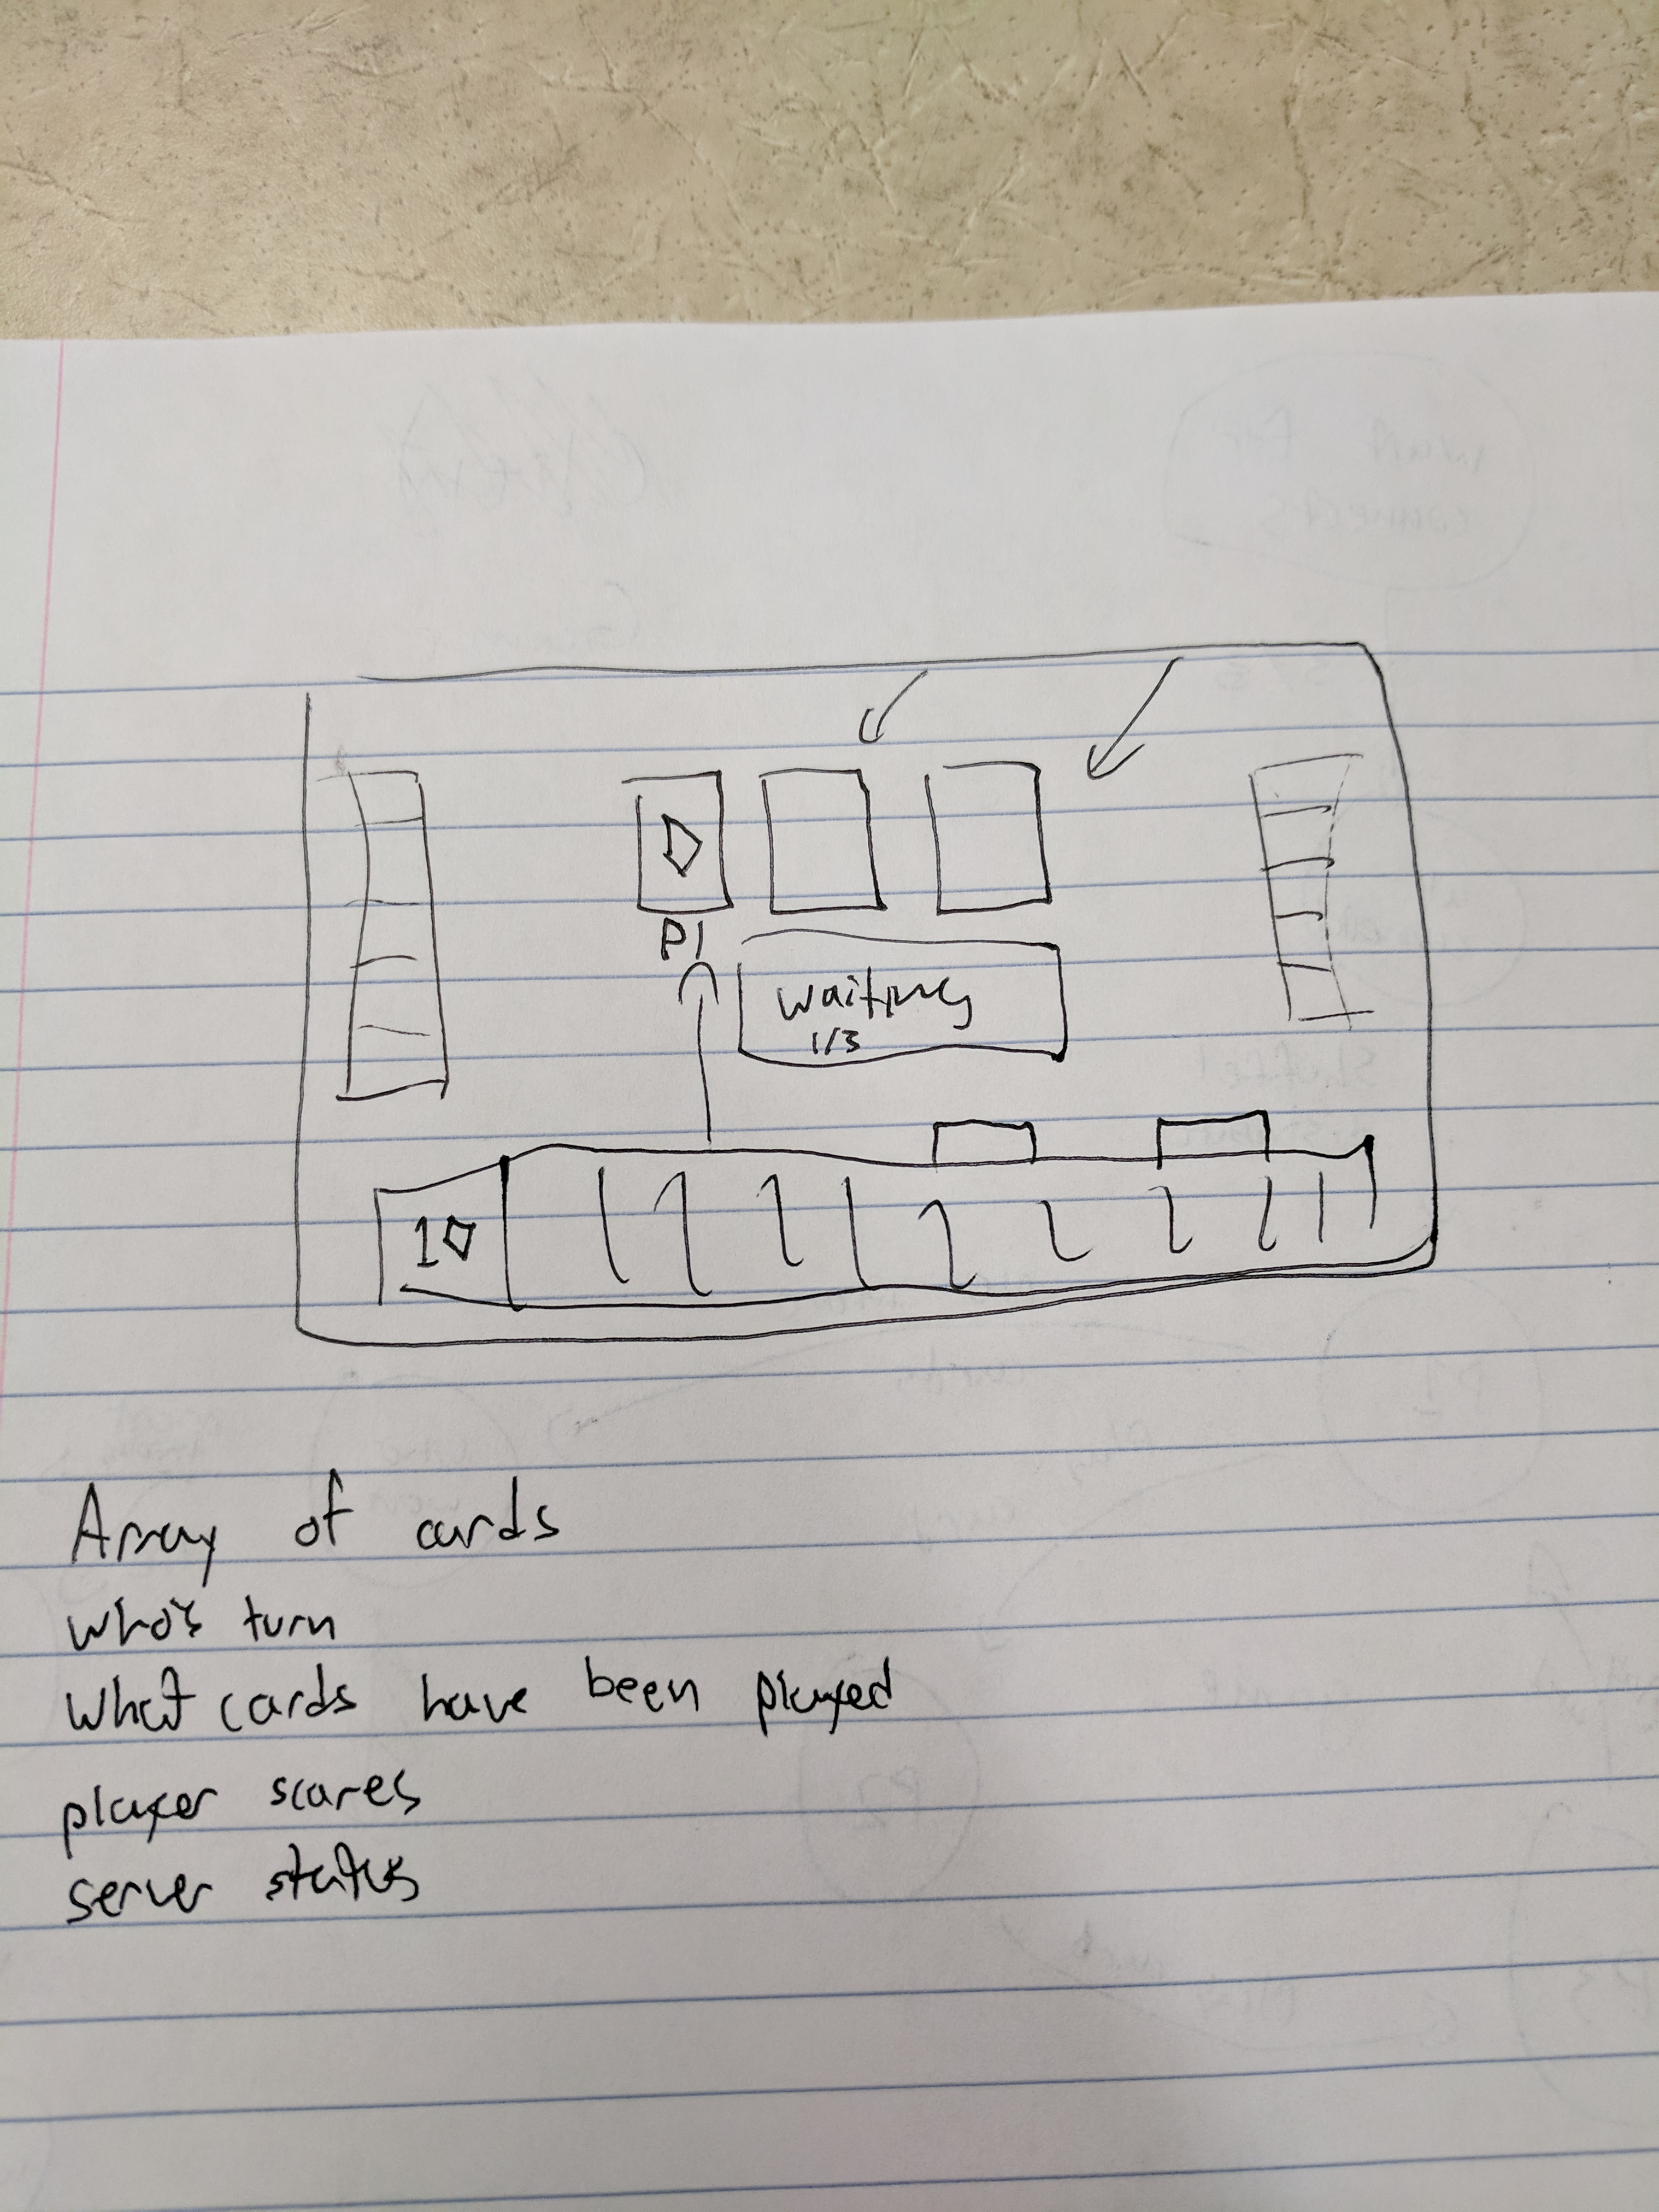 P1
waiting
1/3
10
Array of cards
who's turn
What cards have been played
player scores
server status